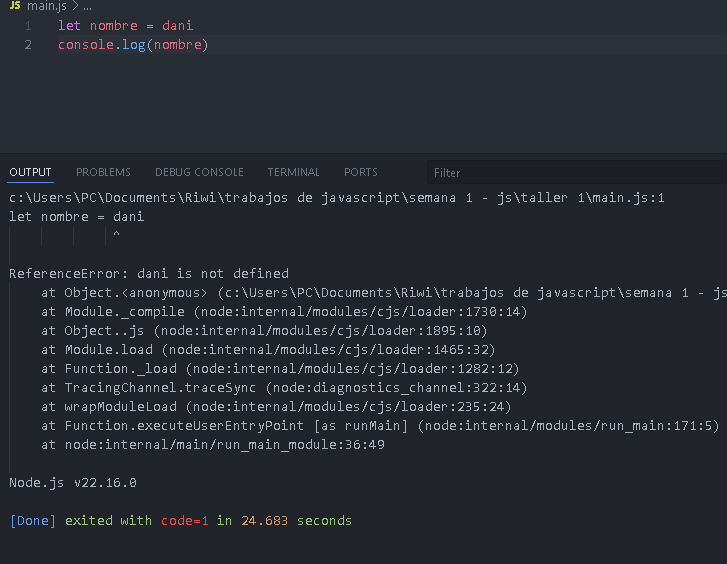 JS main.js > ...
1 let nombre = dani
2 console.log(nombre)
OUTPUT PROBLEMS DEBUG CONSOLE TERMINAL PORTS Filter
c:\Users\PC\Documents\Riwi\trabajos de javascript\semana 1 - js\taller 1\main.js:1
let nombre = dani
^
ReferenceError: dani is not defined
at Object.<anonymous> (c:\Users\PC\Documents\Riwi\trabajos de javascript\semana 1 - js
at Module._compile (node:internal/modules/cjs/loader:1730:14)
at Object..js (node:internal/modules/cjs/loader:1895:10)
at Module.load (node:internal/modules/cjs/loader:1465:32)
at Function._load (node:internal/modules/cjs/loader:1282:12)
at TracingChannel.traceSync (node:diagnostics_channel:322:14)
at wrapModuleLoad (node:internal/modules/cjs/loader:235:24)
at Function.executeUserEntryPoint [as runMain] (node:internal/modules/run_main:171:5)
at node:internal/main/run_main_module:36:49
Node.js v22.16.0
[Done] exited with code=1 in 24.683 seconds